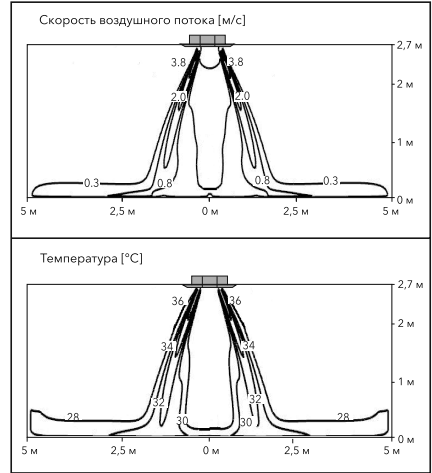 Скорость воздушного потока [м/с]
2,7 м
3.8 3.8
2 м
2.0 2.0
1 м
0.3 0.8 0.8 0.3
0 м
5 м 2,5 м 0 м 2,5 м 5 м
Температура [°C]
2,7 м
36 36
2 м
34 34
1 м
32 32
28 30 30 28
0 м
5 м 2,5 м 0 м 2,5 м 5 м